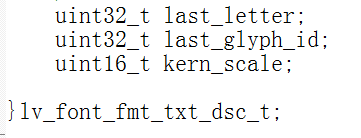 uint32_t last_letter;
uint32_t last_glyph_id;
uint16_t kern_scale;
}lv_font_fmt_txt_dsc_t;